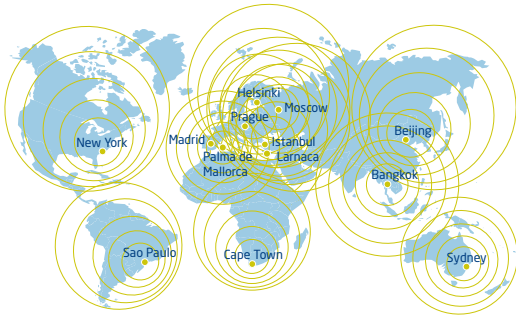 Helsinki
Moscow
Prague
New York
Madrid
Istanbul
Larnaca
Palma de
Mallorca
Beijing
Bangkok
Sao Paulo
Cape Town
Sydney